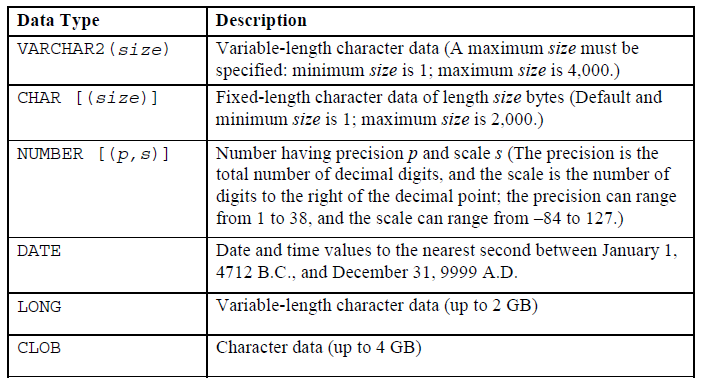 Data Type
Description
VARCHAR2(size)
Variable-length character data (A maximum size must be
specified: minimum size is 1; maximum size is 4,000.)
CHAR [(size)]
Fixed-length character data of length size bytes (Default and
minimum size is 1; maximum size is 2,000.)
NUMBER [(p,s)]
Number having precision p and scale s (The precision is the
total number of decimal digits, and the scale is the number of
digits to the right of the decimal point; the precision can range
from 1 to 38, and the scale can range from –84 to 127.)
DATE
Date and time values to the nearest second between January 1,
4712 B.C., and December 31, 9999 A.D.
LONG
Variable-length character data (up to 2 GB)
CLOB
Character data (up to 4 GB)